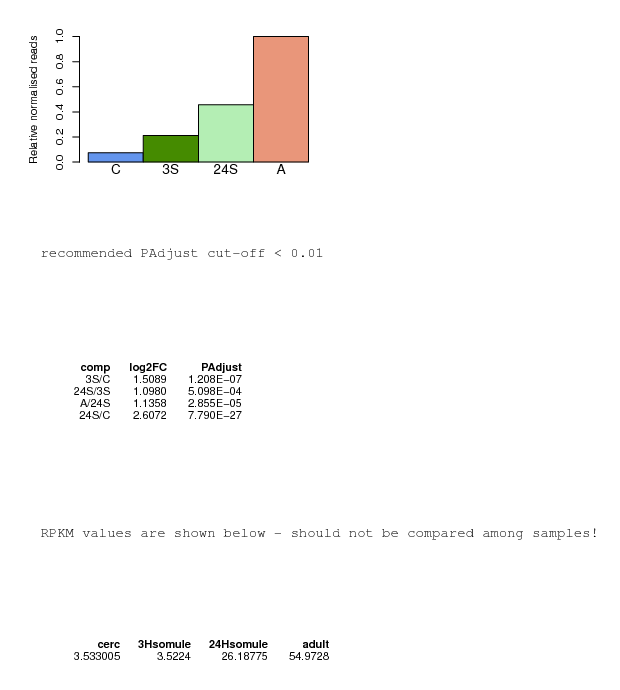 Relative normalised reads
1.0
0.8
0.6
0.4
0.2
0.0
C 3S 24S A
recommended PAdjust cut-off < 0.01
comp log2FC PAdjust
3S/C 1.5089 1.208E−07
24S/3S 1.0980 5.098E−04
A/24S 1.1358 2.855E−05
24S/C 2.6072 7.790E−27
RPKM values are shown below - should not be compared among samples!
cerc 3Hsomule 24Hsomule adult
3.533005 3.5224 26.18775 54.9728